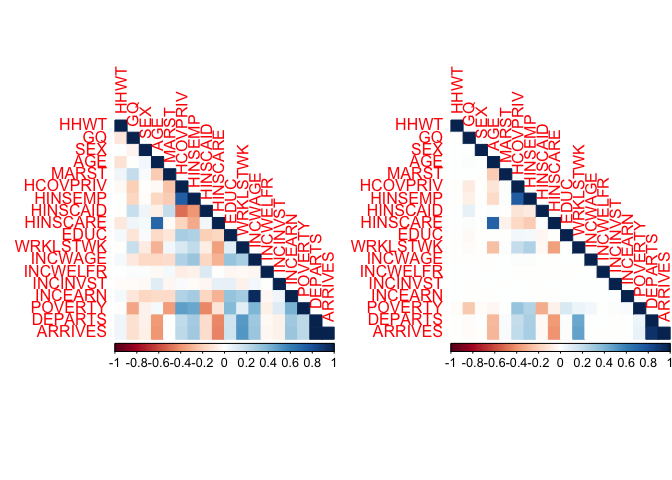 HHWT
GQ
SEX
AGE
MARST
HCOVPRIV
HINSEMP
HINSCAID
HINSCARE
EDUC
WRKLSTWK
INCWAGE
INCWELFR
INCINVST
INCEARN
POVERTY
DEPARTS
ARRIVES
HHWT
GQ
SEX
AGE
MARST
HCOVPRIV
HINSEMP
HINSCAID
HINSCARE
EDUC
WRKLSTWK
INCWAGE
INCWELFR
INCINVST
INCEARN
POVERTY
DEPARTS
ARRIVES
-1 -0.8 -0.6 -0.4 -0.2 0 0.2 0.4 0.6 0.8 1
HHWT
GQ
SEX
AGE
MARST
HCOVPRIV
HINSEMP
HINSCAID
HINSCARE
EDUC
WRKLSTWK
INCWAGE
INCWELFR
INCINVST
INCEARN
POVERTY
DEPARTS
ARRIVES
HHWT
GQ
SEX
AGE
MARST
HCOVPRIV
HINSEMP
HINSCAID
HINSCARE
EDUC
WRKLSTWK
INCWAGE
INCWELFR
INCINVST
INCEARN
POVERTY
DEPARTS
ARRIVES
-1 -0.8 -0.6 -0.4 -0.2 0 0.2 0.4 0.6 0.8 1